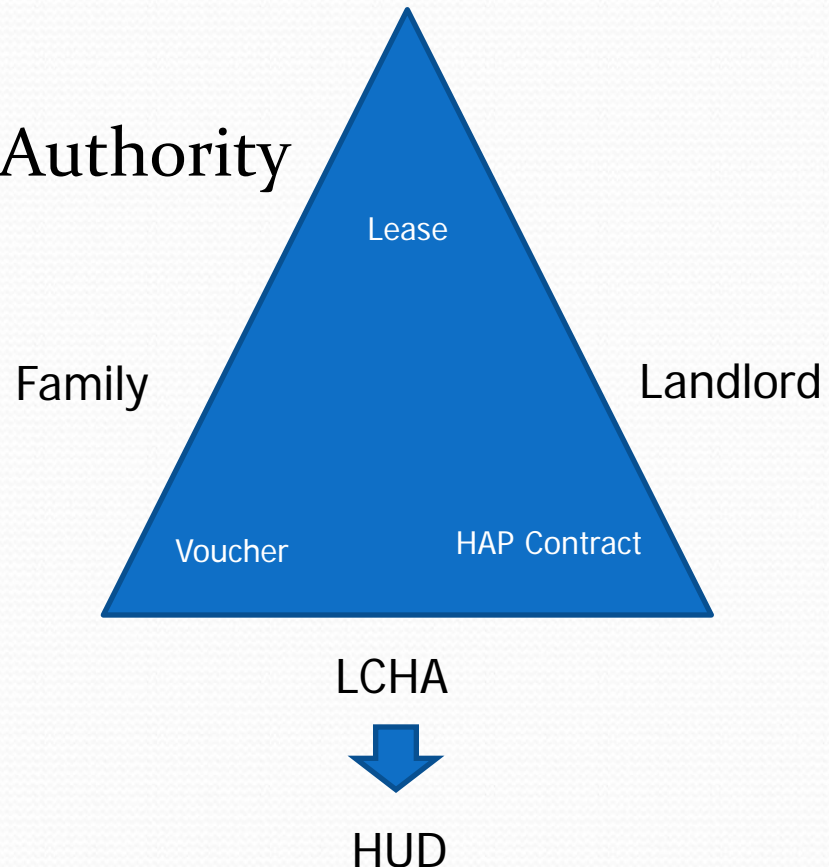 Authority
Lease
Family
Landlord
Voucher
HAP Contract
LCHA
HUD